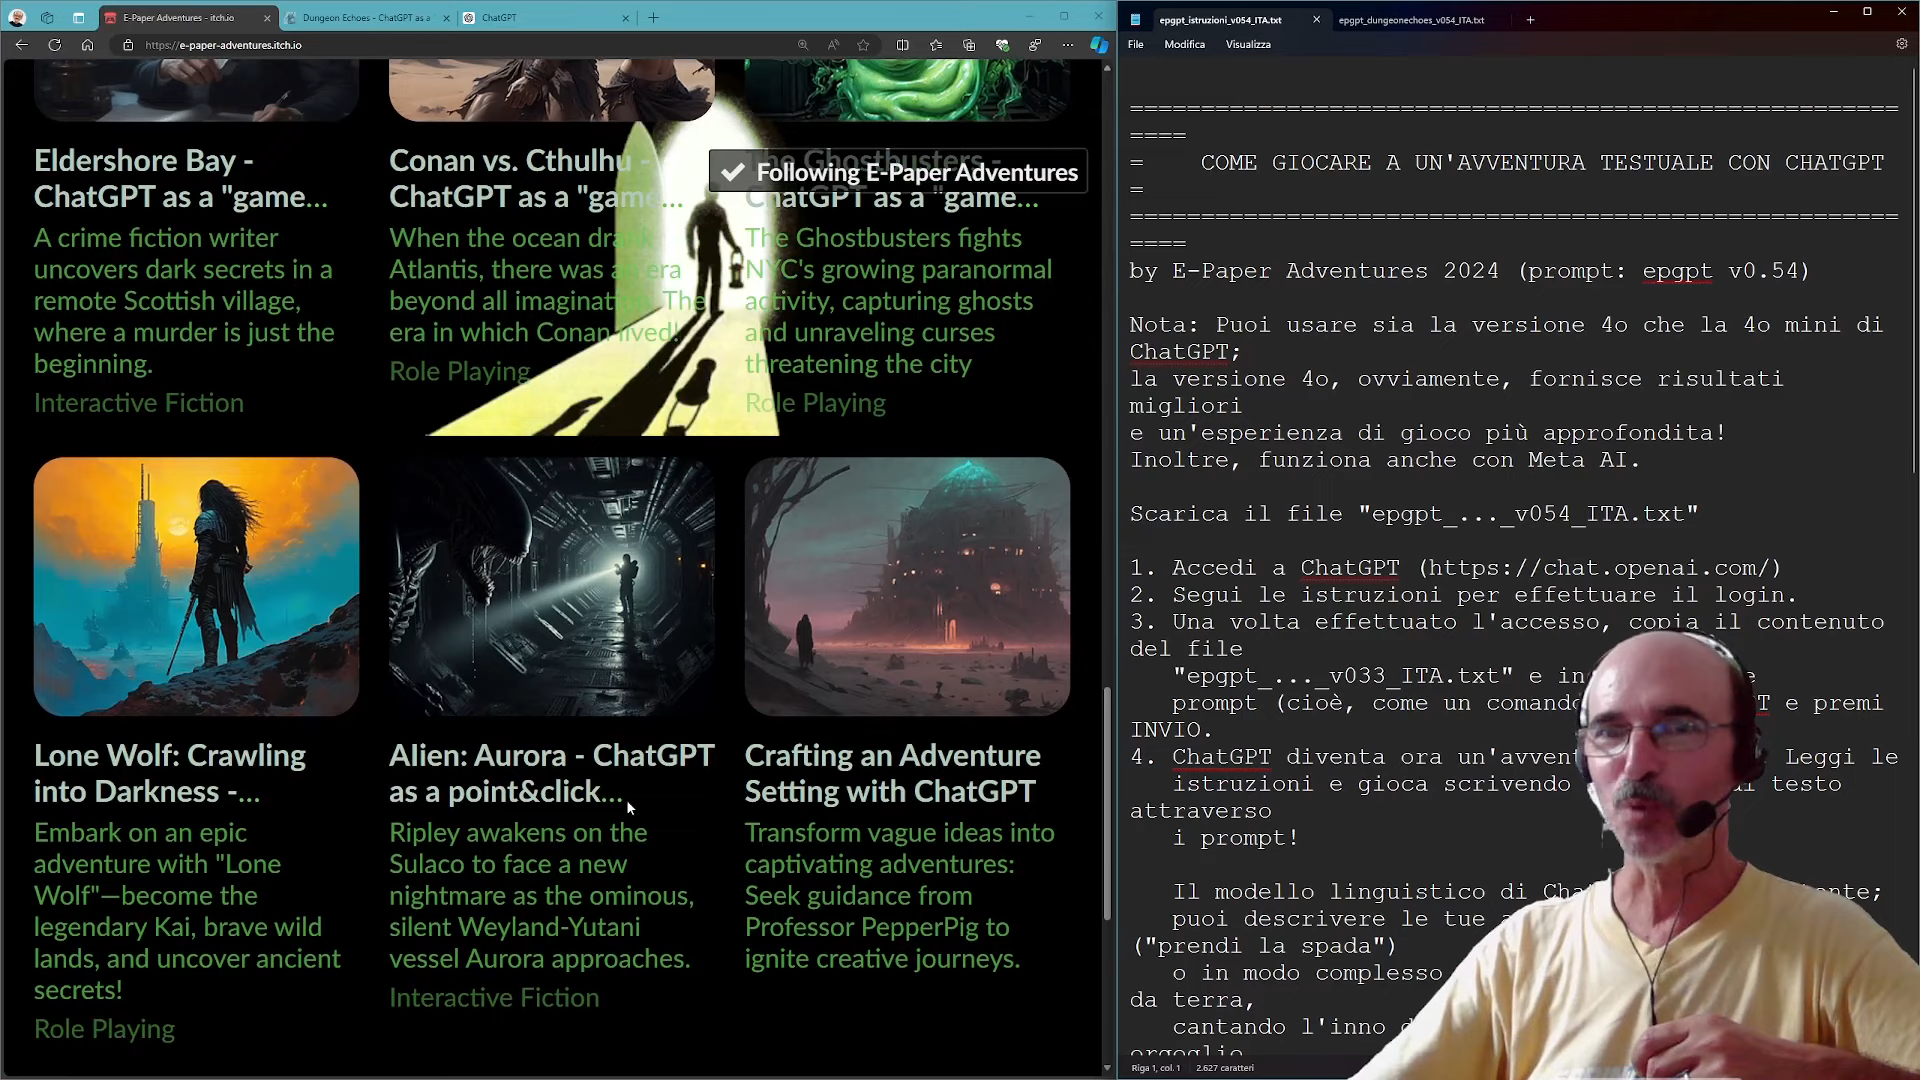 E-Paper Adventures - itch.io
Dungeon Echoes - ChatGPT as a
ChatGPT
https://e-paper-adventures.itch.io
Following E-Paper Adventures
Eldershore Bay -
ChatGPT as a "game...
A crime fiction writer
uncovers dark secrets in a
remote Scottish village,
where a murder is just the
beginning.
Interactive Fiction
Conan vs. Cthulhu -
ChatGPT as a "game...
When the ocean drank
Atlantis, there was an era
beyond all imagination. The
era in which Conan lived!
Role Playing
The Ghostbusters -
ChatGPT as a "game...
The Ghostbusters fights
NYC's growing paranormal
activity, capturing ghosts
and unraveling curses
threatening the city
Role Playing
Lone Wolf: Crawling
into Darkness -...
Embark on an epic
adventure with "Lone
Wolf"—become the
legendary Kai, brave wild
lands, and uncover ancient
secrets!
Role Playing
Alien: Aurora - ChatGPT
as a point&click...
Ripley awakens on the
Sulaco to face a new
nightmare as the ominous,
silent Weyland-Yutani
vessel Aurora approaches.
Interactive Fiction
Crafting an Adventure
Setting with ChatGPT
Transform vague ideas into
captivating adventures:
Seek guidance from
Professor PepperPig to
ignite creative journeys.
epgpt_istruzioni_v054_ITA.txt
epgpt_dungeonechoes_v054_ITA.txt
File Modifica Visualizza
======================================================
====
= COME GIOCARE A UN'AVVENTURA TESTUALE CON CHATGPT
=
======================================================
====
by E-Paper Adventures 2024 (prompt: epgpt v0.54)
Nota: Puoi usare sia la versione 4o che la 4o mini di
ChatGPT;
la versione 4o, ovviamente, fornisce risultati
migliori
e un'esperienza di gioco più approfondita!
Inoltre, funziona anche con Meta AI.
Scarica il file "epgpt_..._v054_ITA.txt"
1. Accedi a ChatGPT (https://chat.openai.com/)
2. Segui le istruzioni per effettuare il login.
3. Una volta effettuato l'accesso, copia il contenuto
del file
"epgpt_..._v033_ITA.txt" e
prompt (cioè, come un comando e premi
INVIO.
4. ChatGPT diventa ora un'avven Leggi le
istruzioni e gioca scrivendo testo
attraverso
i prompt!
Il modello linguistico di
puoi descrivere le tue
("prendi la spada")
o in modo complesso
da terra,
cantando l'inno
orgoglio
Riga 1, col. 1 2.627 caratteri